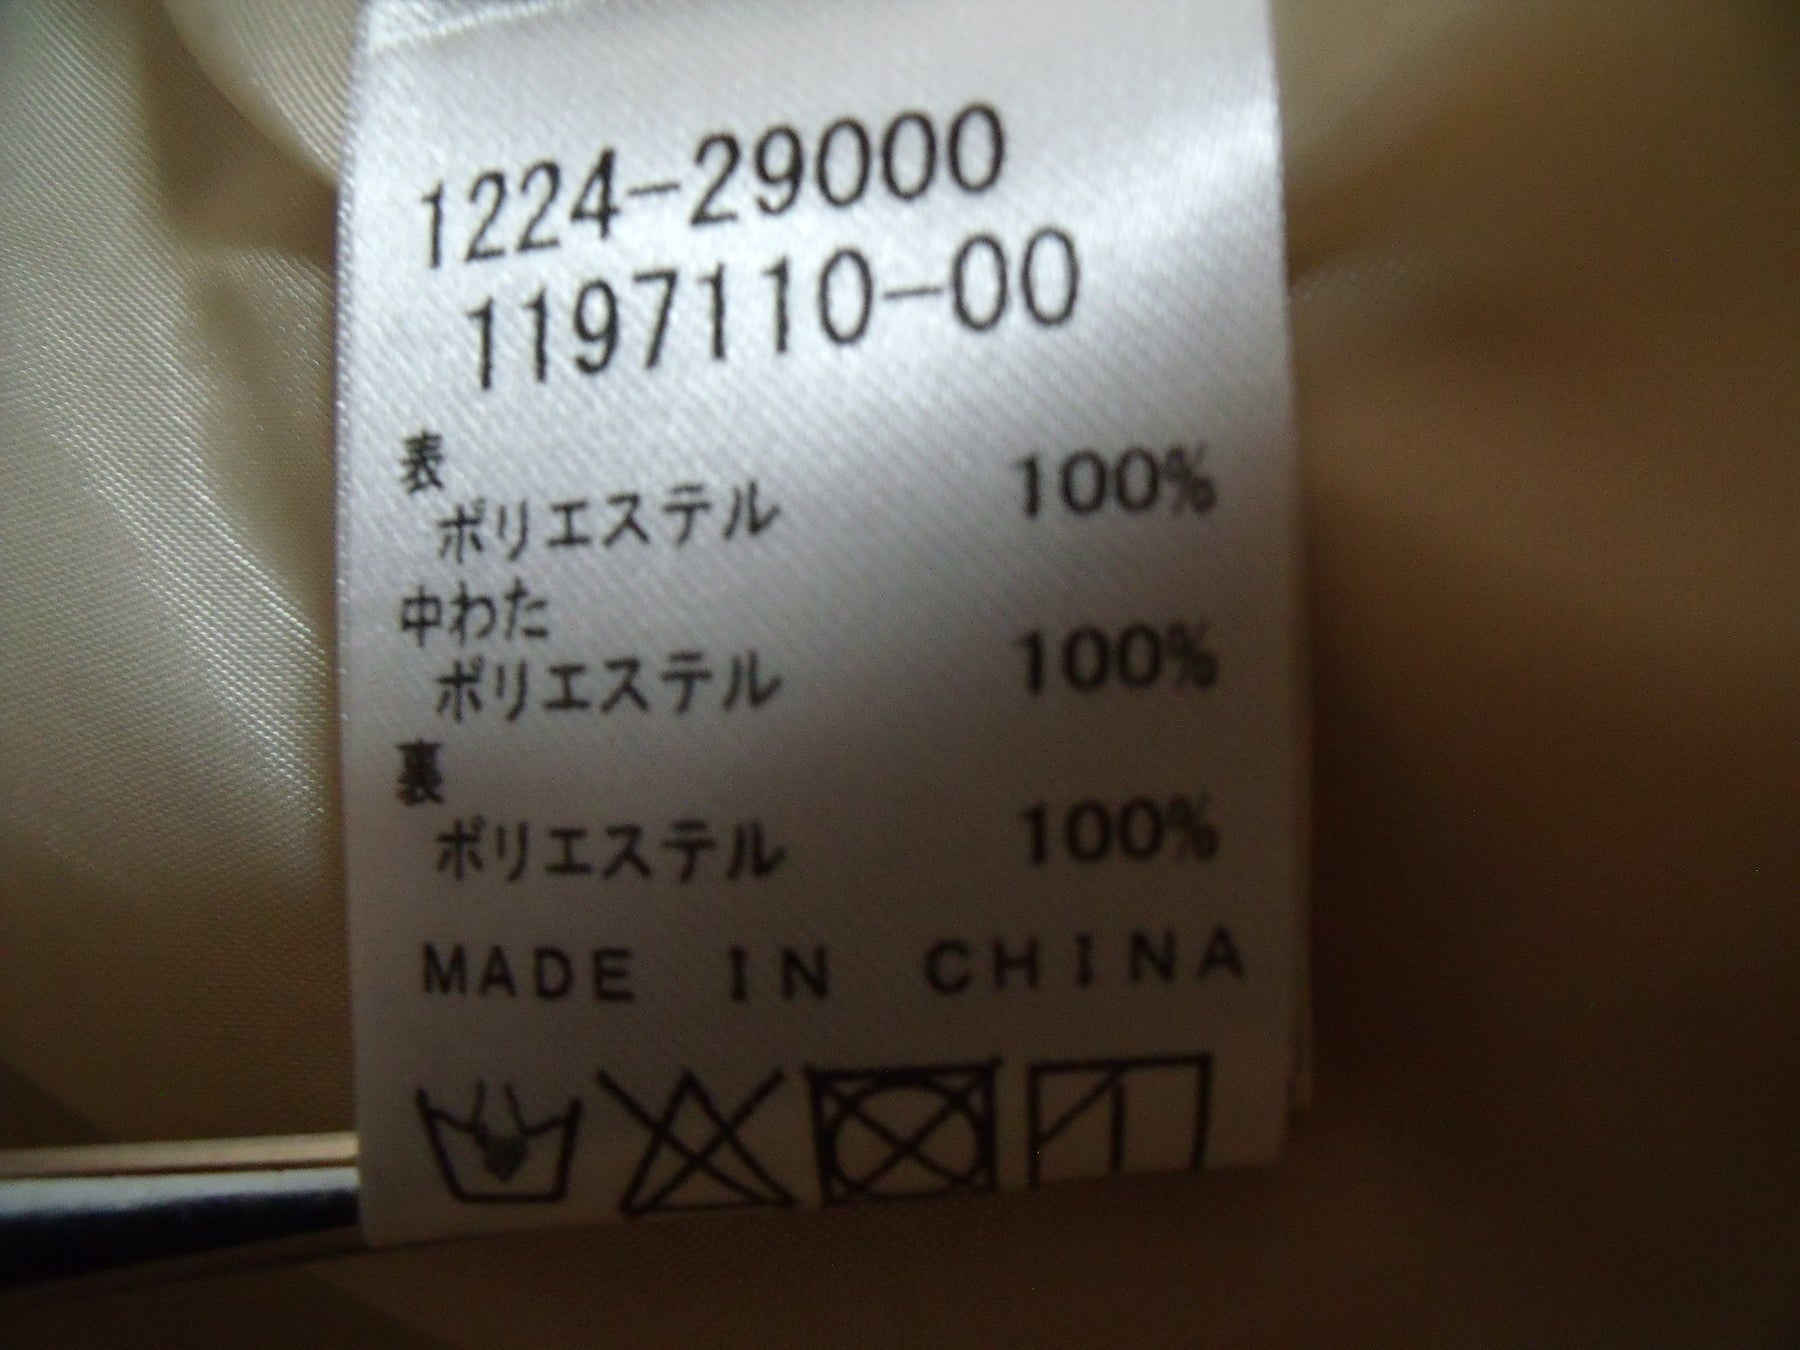 1224-29000
1197110-00
表
ポリエステル 100%
中わた
ポリエステル 100%
裏
ポリエステル 100%
MADE IN CHINA